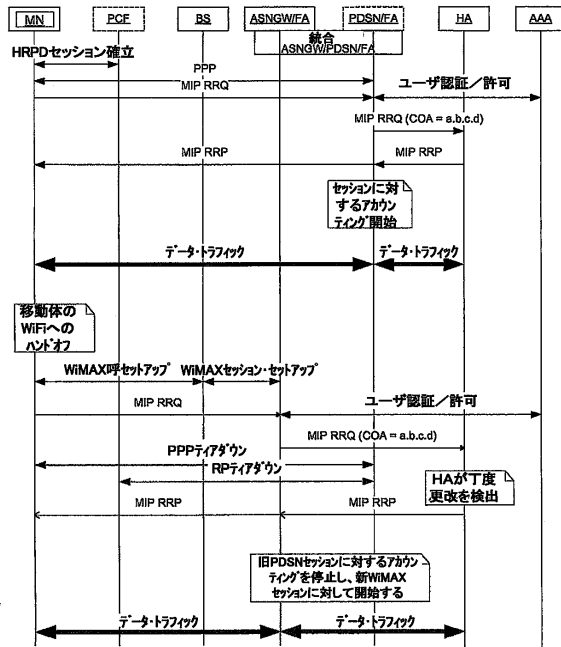 MN
PCF
BS
ASNGW/FA
PDSN/FA
HA
AAA
統合
ASNGW/PDSN/FA
HRPDセッション確立
PPP
MIP RRQ
ユーザ認証/許可
MIP RRQ (COA = a.b.c.d)
MIP RRP
MIP RRP
セッションに対
するアカウン
ティング開始
データ・トラフィック
データ・トラフィック
移動体の
WiFiへの
ハンドオフ
WiMAX呼セットアップ
WiMAXセッション・セットアップ
MIP RRQ
ユーザ認証/許可
MIP RRQ (COA = a.b.c.d)
PPPティアダウン
RPティアダウン
HAが丁度
更改を検出
MIP RRP
MIP RRP
旧PDSNセッションに対するアカウン
ティングを停止し、新WiMAX
セッションに対して開始する
データ・トラフィック
データ・トラフィック